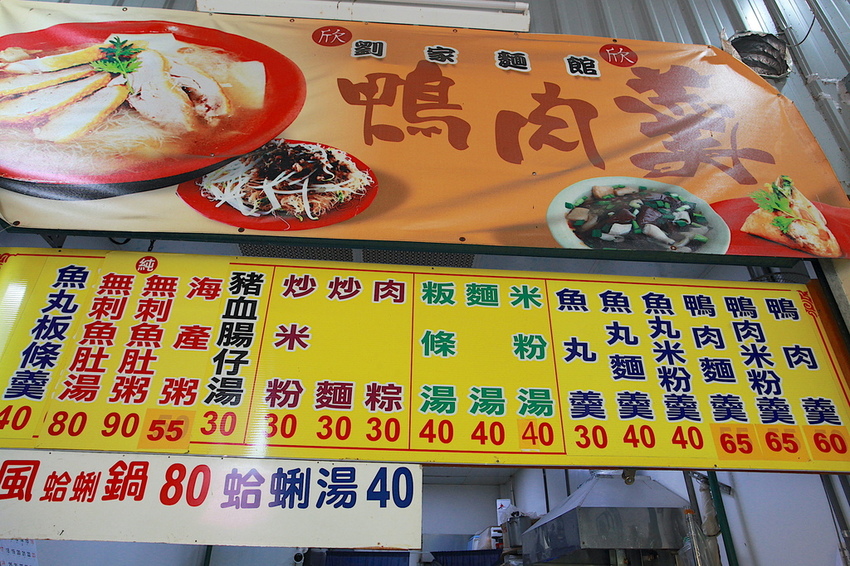 欣 劉家麵館 欣
鴨肉羹
鴨肉羹 60
鴨肉米粉羹 65
鴨肉麵羹 65
魚丸米粉羹 40
魚丸麵羹 40
魚丸羹 30
米粉湯 40
麵湯 40
粄條湯 40
肉粽 30
炒麵 30
炒米粉 30
豬血腸仔湯 30
海產粥 55
純 無刺魚肚粥 90
無刺魚肚湯 80
魚丸板條羹 40
風蛤蜊鍋 80 蛤蜊湯 40